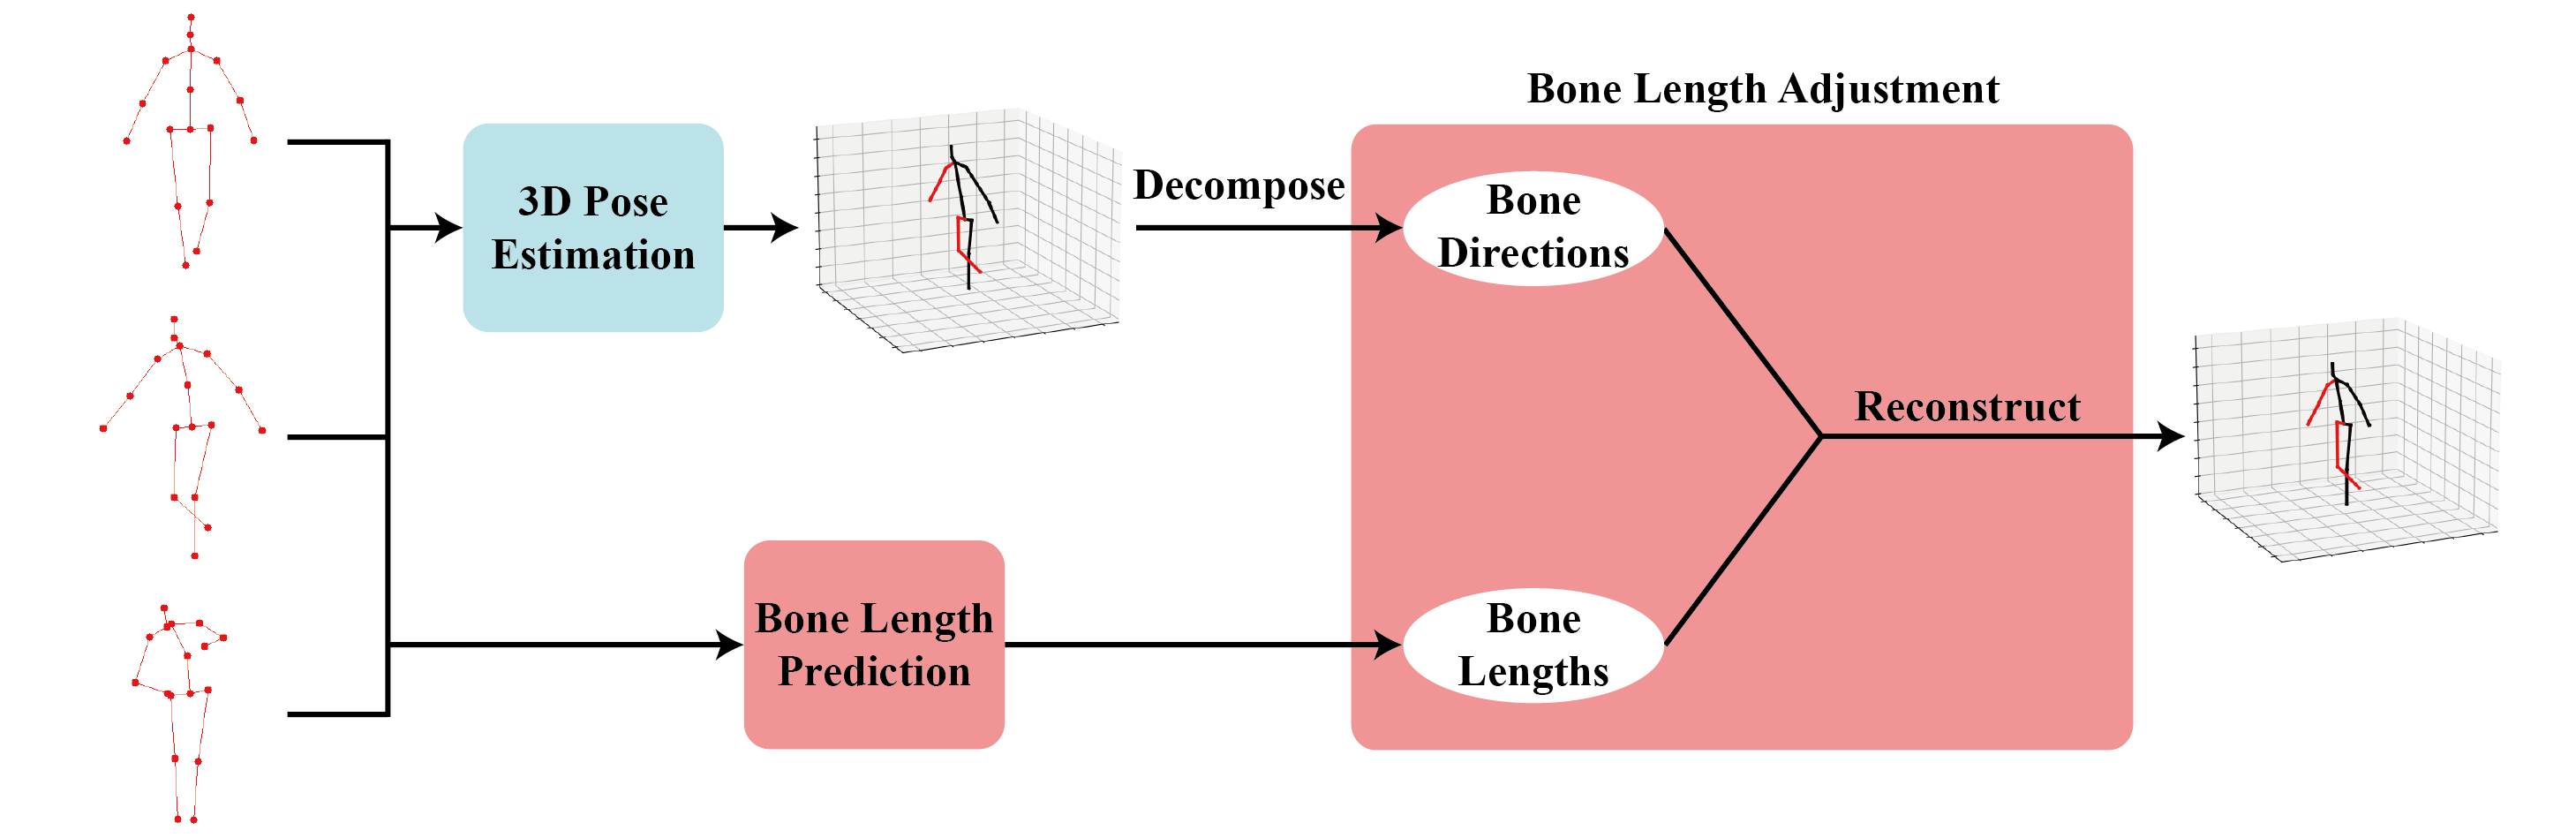 Bone Length Adjustment
3D Pose
Estimation
Decompose
Bone
Directions
Reconstruct
Bone Length
Prediction
Bone
Lengths